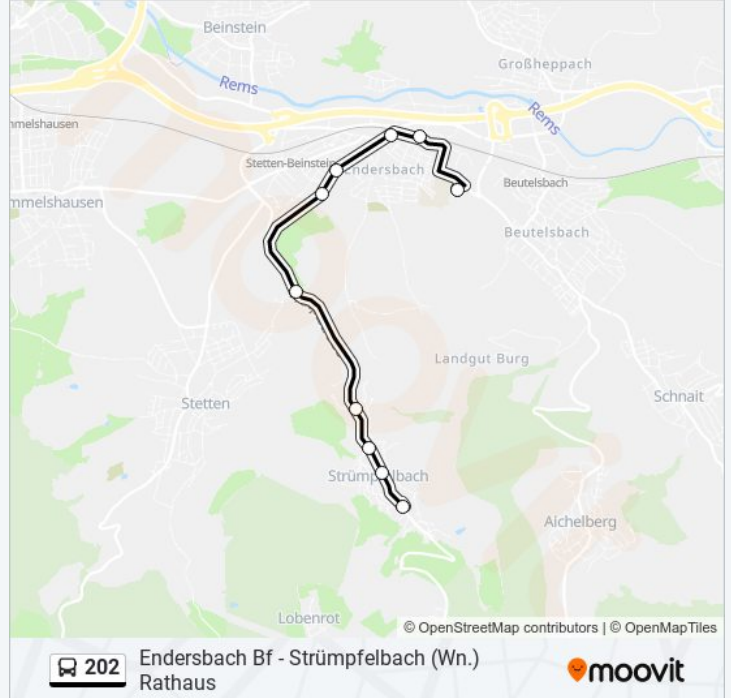 Beinstein
Großheppach
Rems
Rems
mmelshausen
Stetten-Beinstein
Endersbach
Beutelsbach
mmelshausen
Beutelsbach
Landgut Burg
Stetten
Schnait
Strümpfelbach
Aichelberg
Lobenrot
© OpenStreetMap contributors | © OpenMapTiles
202
Endersbach Bf - Strümpfelbach (Wn.)
Rathaus
moovit